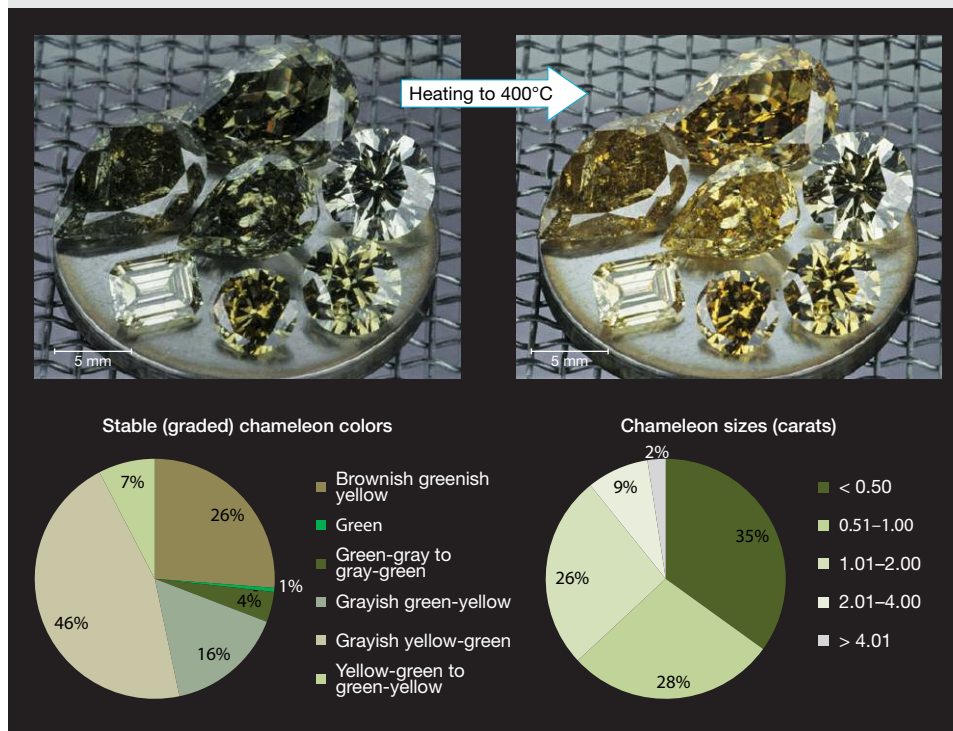 Heating to 400°C
5 mm
5 mm
Stable (graded) chameleon colors
7%
26%
1%
4%
16%
46%
Brownish greenish
yellow
Green
Green-gray to
gray-green
Grayish green-yellow
Grayish yellow-green
Yellow-green to
green-yellow
Chameleon sizes (carats)
2%
9%
35%
26%
28%
< 0.50
0.51–1.00
1.01–2.00
2.01–4.00
> 4.01